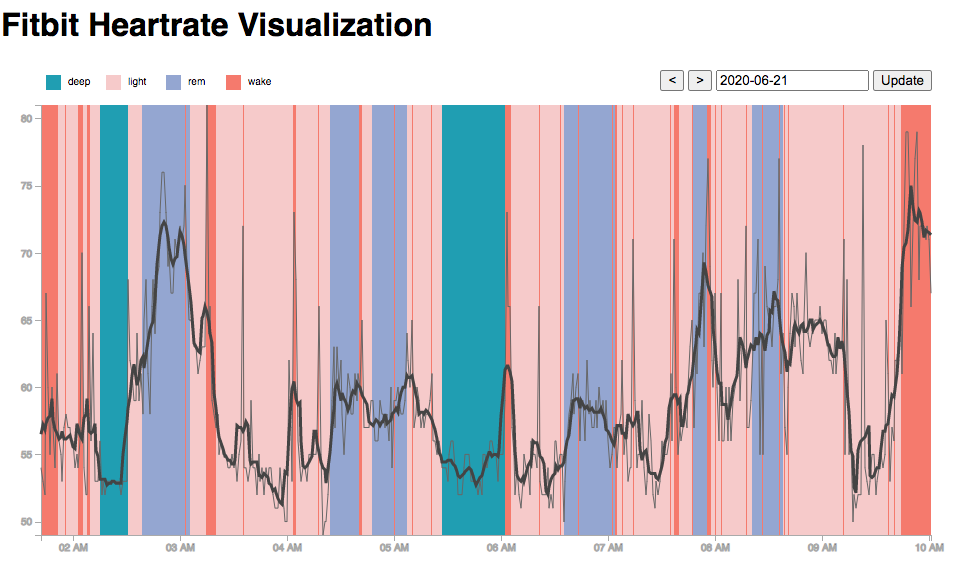 Fitbit Heartrate Visualization
deep light rem wake < > 2020-06-21 Update
80
75
70
65
60
55
50
02 AM 03 AM 04 AM 05 AM 06 AM 07 AM 08 AM 09 AM 10 AM